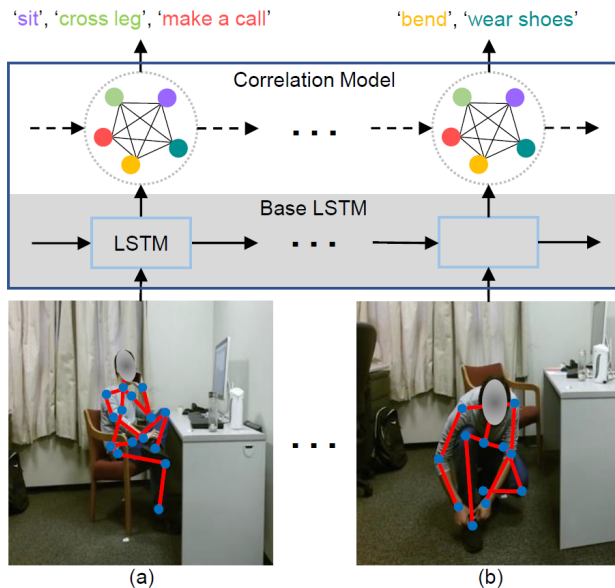 ‘sit’, ‘cross leg’, ‘make a call’ ‘bend’, ‘wear shoes’
Correlation Model
. . .
Base LSTM
LSTM . . .
. . .
(a) (b)